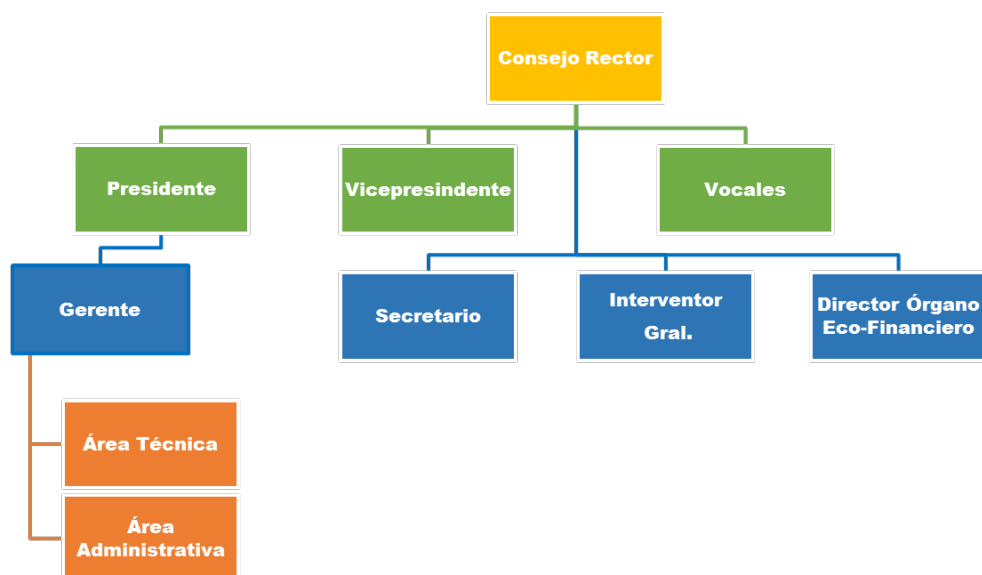 Consejo Rector
Presidente
Vicepresindente
Vocales
Gerente
Secretario
Interventor
Gral.
Director Órgano
Eco-Financiero
Área Técnica
Área
Administrativa